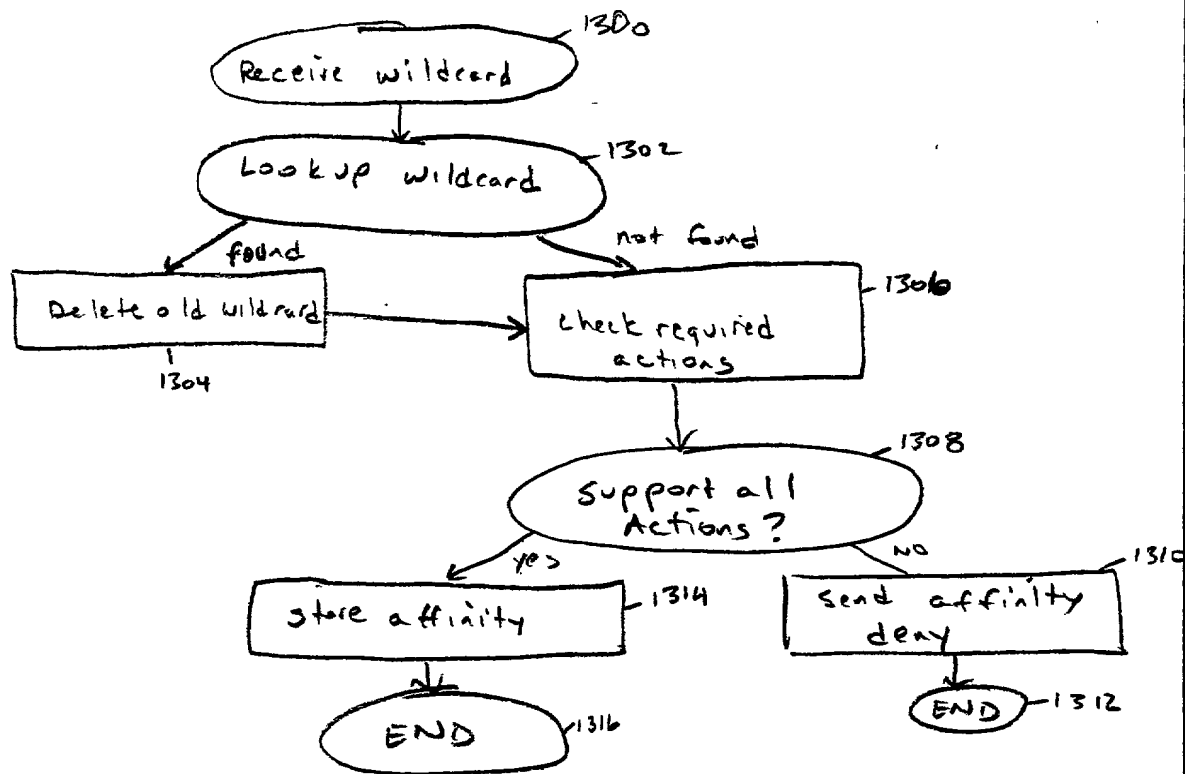 1300
Receive wildcard
1302
Lookup wildcard
found
not found
Delete old wildcard
1304
1306
check required
actions
1308
Support all
Actions?
yes
NO
1310
store affinity
1314
Send affinity
deny
END
1316
END
1312